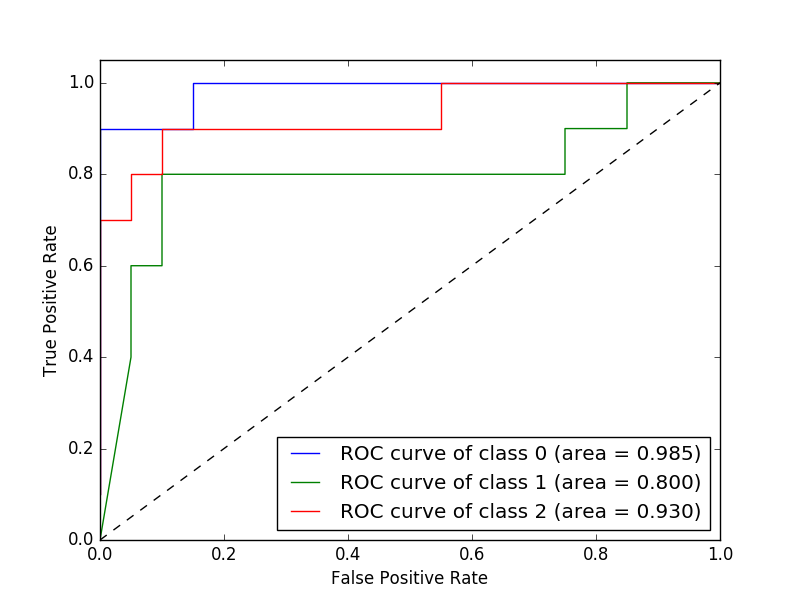 1.0
0.8
0.6
0.4
0.2
0.0
True Positive Rate
ROC curve of class 0 (area = 0.985)
ROC curve of class 1 (area = 0.800)
ROC curve of class 2 (area = 0.930)
0.0 0.2 0.4 0.6 0.8 1.0
False Positive Rate